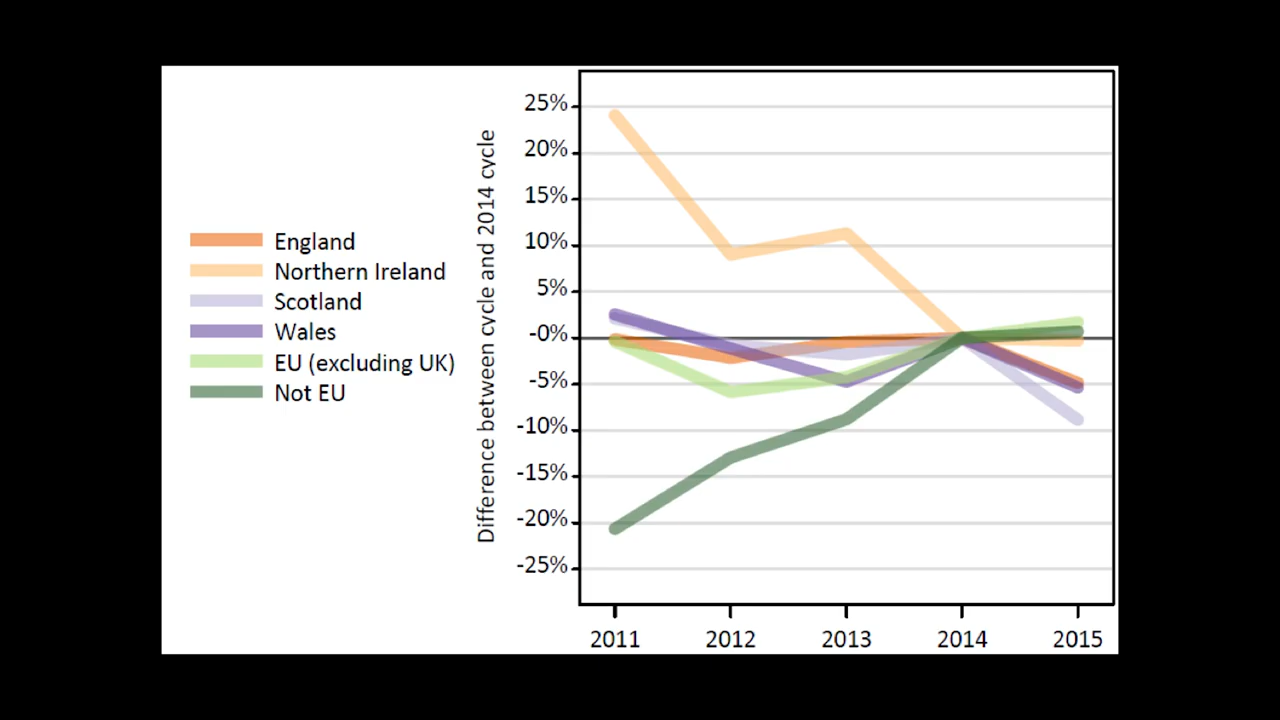 England
Northern Ireland
Scotland
Wales
EU (excluding UK)
Not EU
Difference between cycle and 2014 cycle
25%
20%
15%
10%
5%
-0%
-5%
-10%
-15%
-20%
-25%
2011 2012 2013 2014 2015